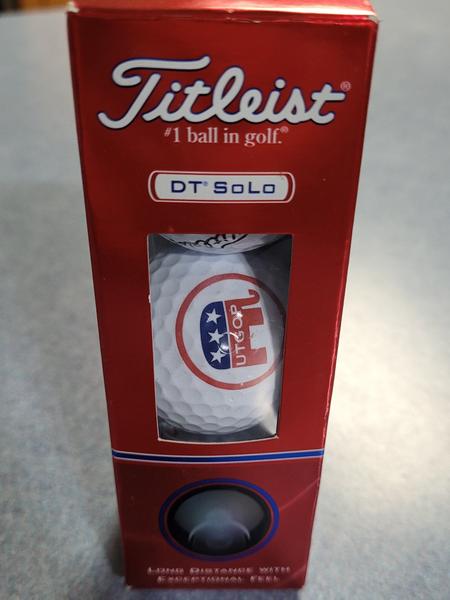 Titleist®
#1 ball in golf.®
DT® SoLo
UTGOP
Long Distance with
Exceptional Feel